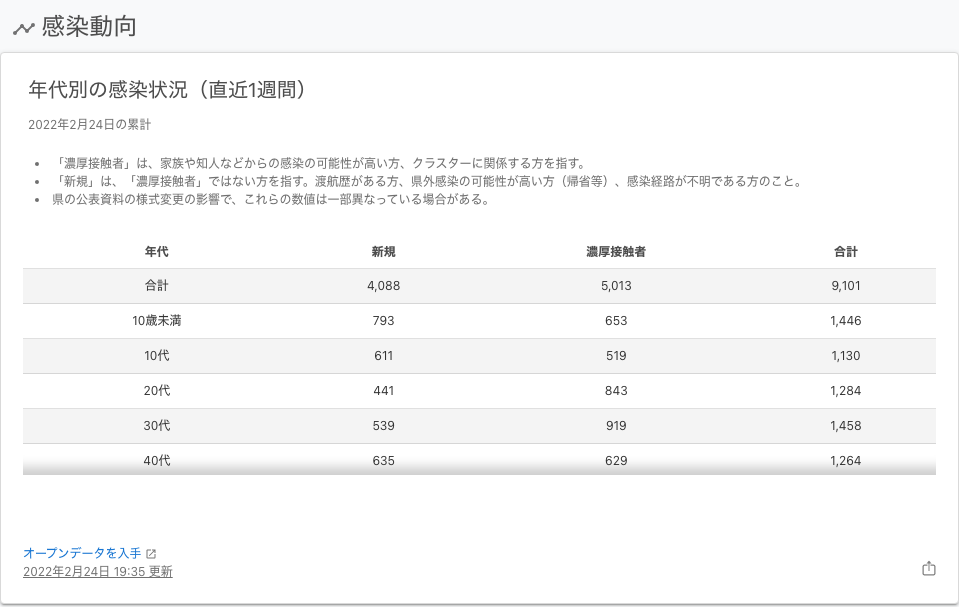 感染動向
年代別の感染状況（直近1週間）
2022年2月24日の累計
• 「濃厚接触者」は、家族や知人などからの感染の可能性が高い方、クラスターに関係する方を指す。
• 「新規」は、「濃厚接触者」ではない方を指す。渡航歴がある方、県外感染の可能性が高い方（帰省等）、感染経路が不明である方のこと。
• 県の公表資料の様式変更の影響で、これらの数値は一部異なっている場合がある。
年代 新規 濃厚接触者 合計
合計 4,088 5,013 9,101
10歳未満 793 653 1,446
10代 611 519 1,130
20代 441 843 1,284
30代 539 919 1,458
40代 635 629 1,264
オープンデータを入手
2022年2月24日 19:35 更新